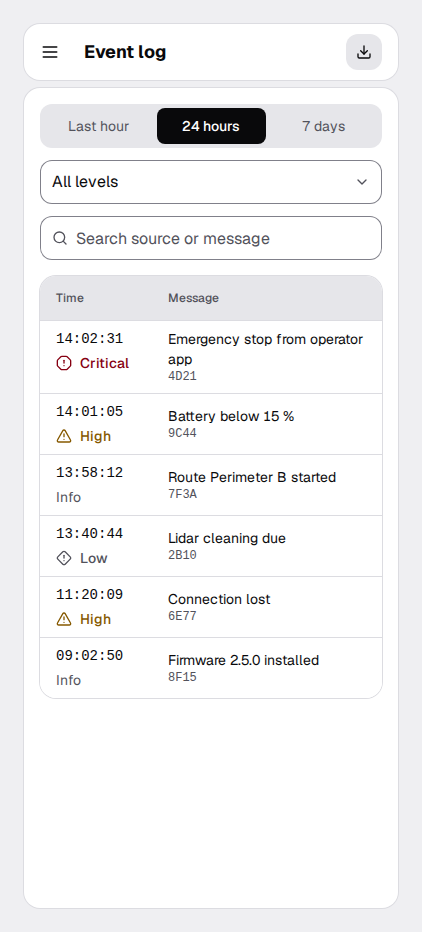 Event log
Last hour 24 hours 7 days
All levels
Search source or message
Time Message
14:02:31 Emergency stop from operator
Critical app
4D21
14:01:05 Battery below 15 %
High 9C44
13:58:12 Route Perimeter B started
Info 7F3A
13:40:44 Lidar cleaning due
Low 2B10
11:20:09 Connection lost
High 6E77
09:02:50 Firmware 2.5.0 installed
Info 8F15